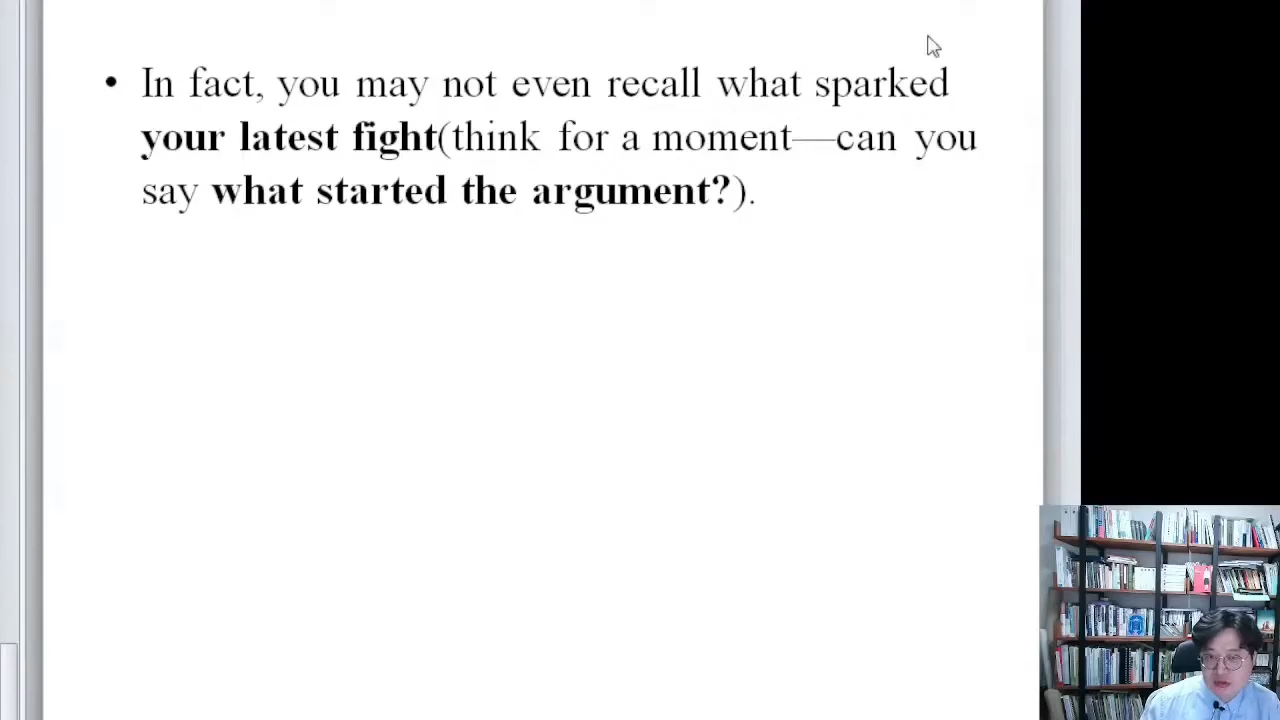 • In fact, you may not even recall what sparked
your latest fight(think for a moment—can you
say what started the argument?).